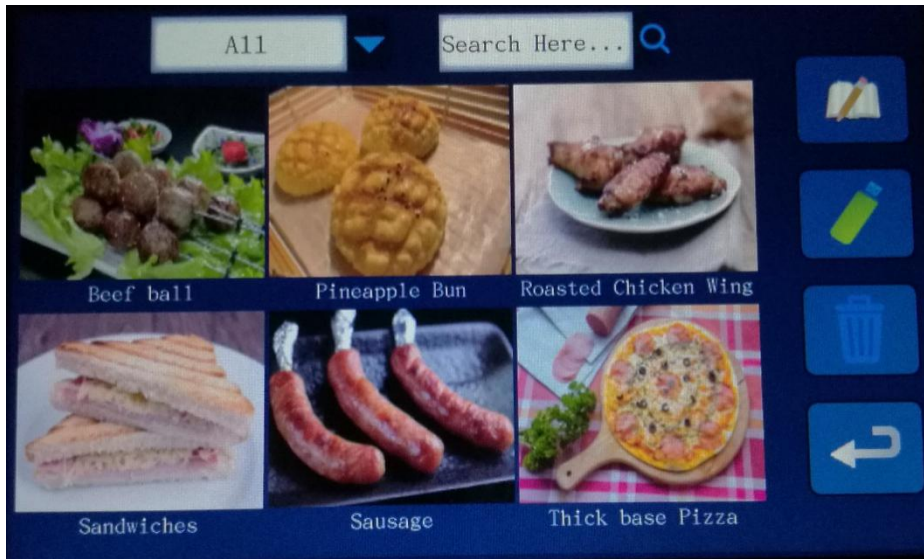 All
Search Here...
Beef ball
Pineapple Bun
Roasted Chicken Wing
Sandwiches
Sausage
Thick base Pizza